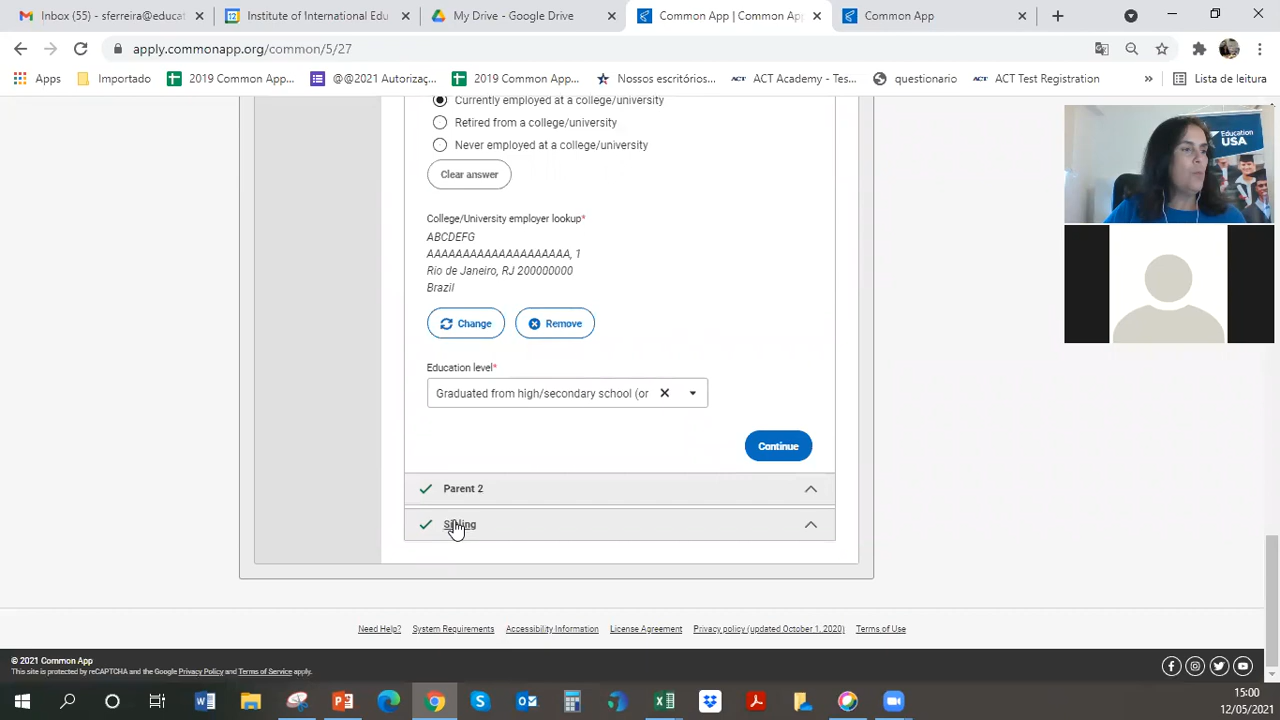 Inbox (55) - sferreira@educat
Institute of International Edu
My Drive - Google Drive
Common App | Common Ap
Common App
apply.commonapp.org/common/5/27
Apps
Importado
2019 Common App...
@@2021 Autorizaç...
2019 Common App...
Nossos escritórios...
ACT Academy - Tes...
questionario
ACT Test Registration
»
Lista de leitura
Currently employed at a college/university
Retired from a college/university
Never employed at a college/university
Clear answer
College/University employer lookup*
ABCDEFG
AAAAAAAAAAAAAAAAAAAA, 1
Rio de Janeiro, RJ 200000000
Brazil
Change
Remove
Education level*
Graduated from high/secondary school (or
Continue
Parent 2
Sibling
Education
USA
Need Help?
System Requirements
Accessibility Information
License Agreement
Privacy policy (updated October 1, 2020)
Terms of Use
© 2021 Common App
This site is protected by reCAPTCHA and the Google Privacy Policy and Terms of Service apply.
15:00
12/05/2021